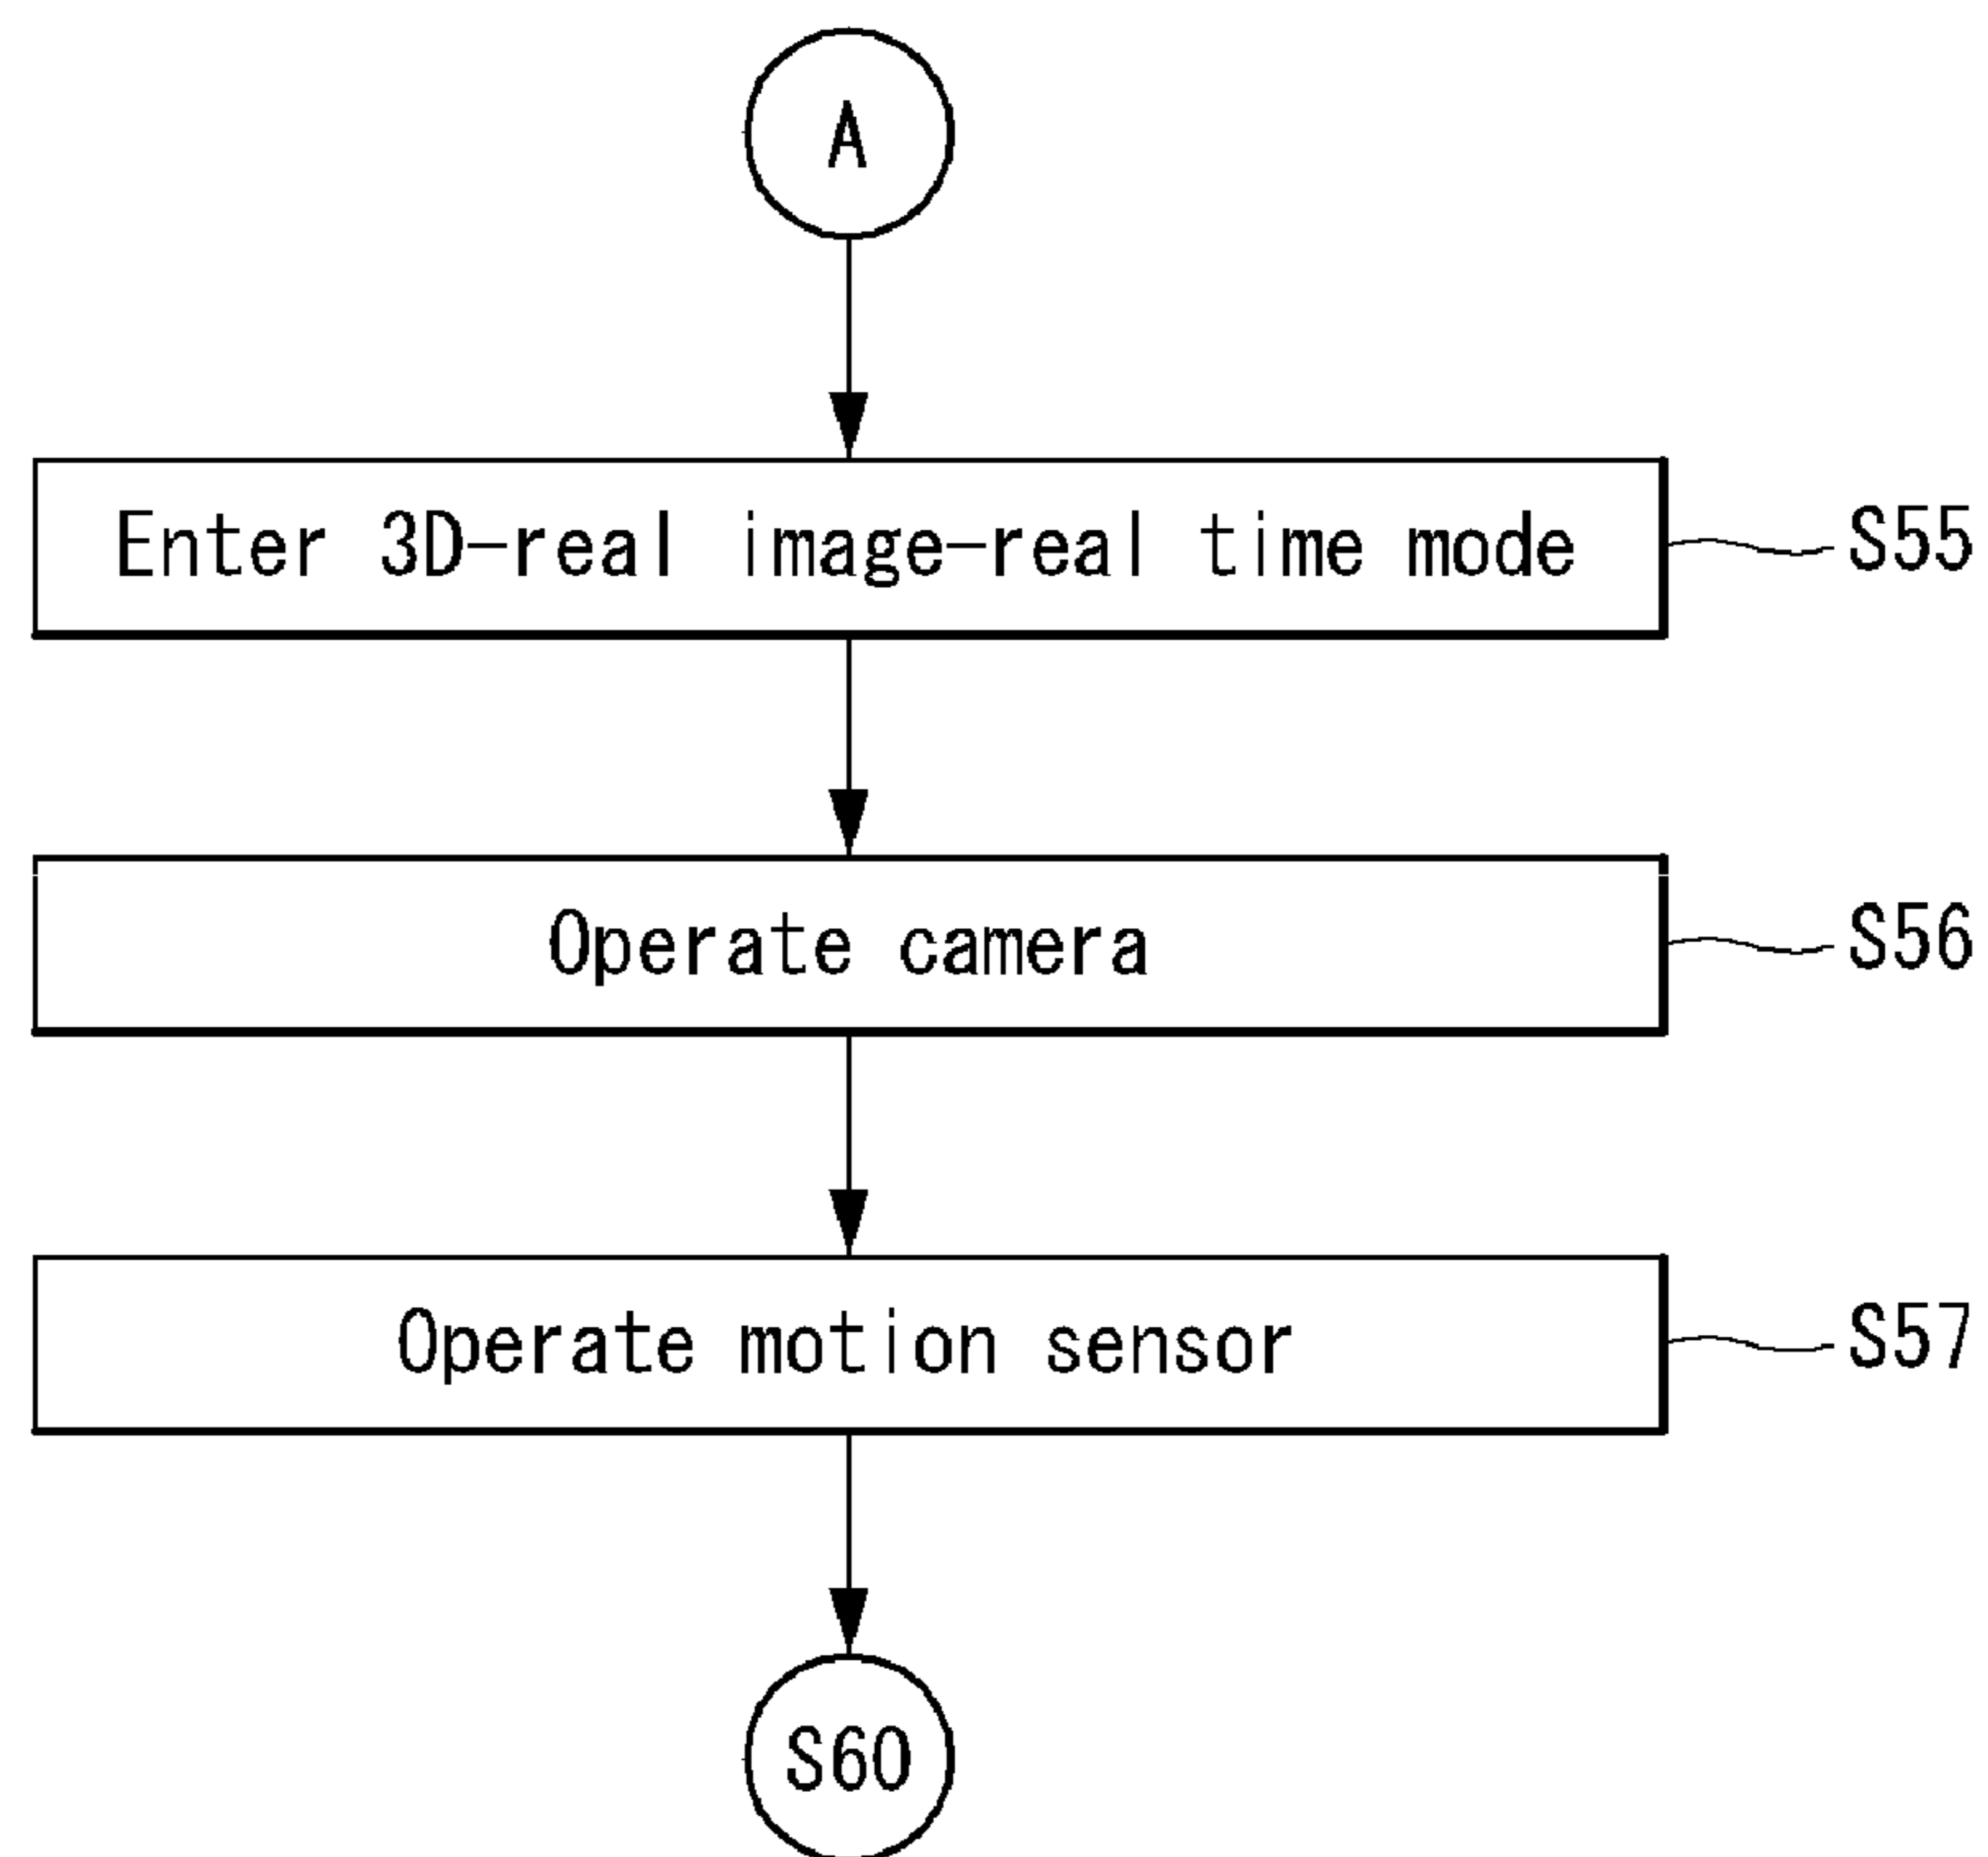 A
Enter 3D-real image-real time mode
S55
Operate camera
S56
Operate motion sensor
S57
S60